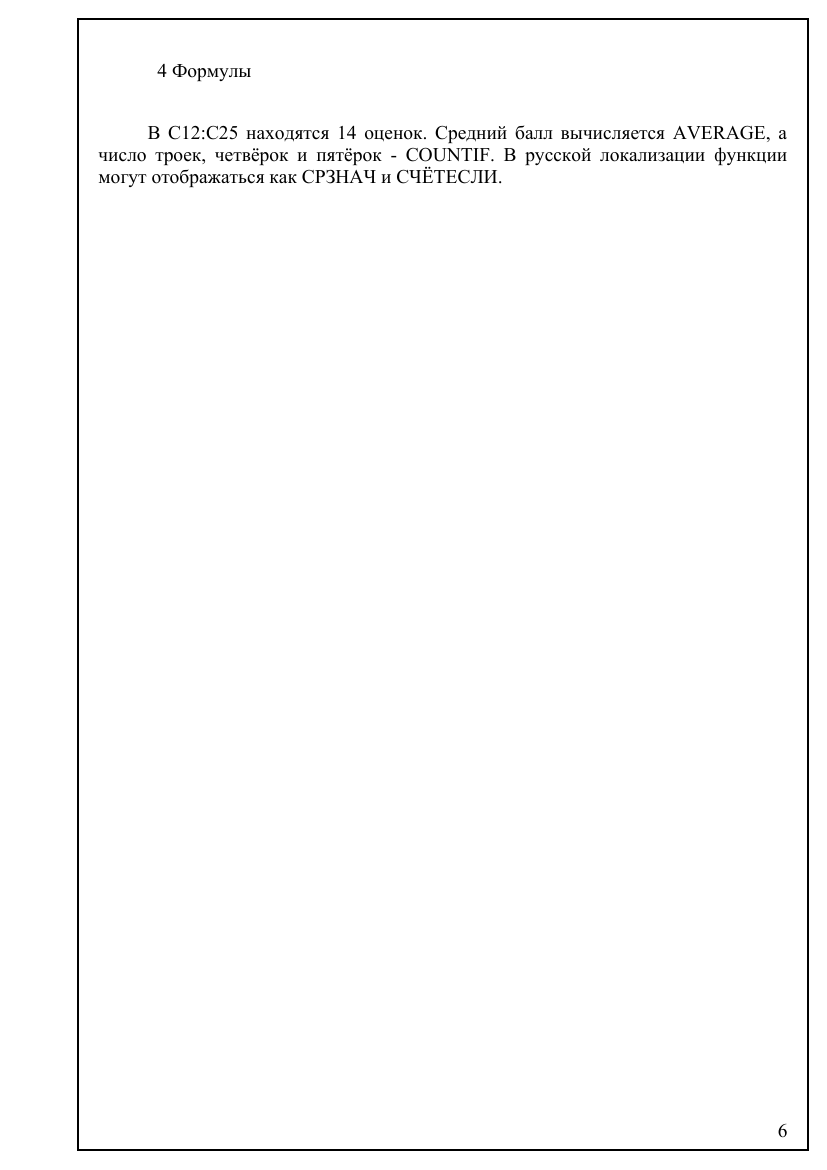 4 Формулы
В C12:C25 находятся 14 оценок. Средний балл вычисляется AVERAGE, а
число троек, четвёрок и пятёрок - COUNTIF. В русской локализации функции
могут отображаться как СРЗНАЧ и СЧЁТЕСЛИ.
6